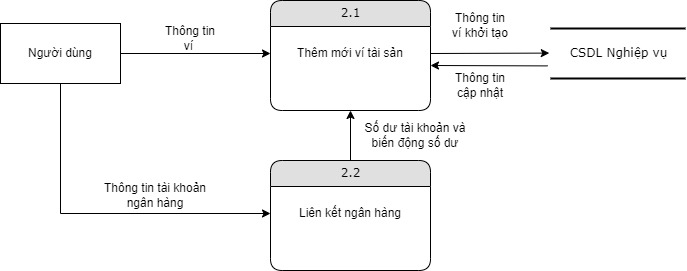 2.1
Thông tin
ví
Người dùng
Thêm mới ví tài sản
Thông tin
ví khởi tạo
CSDL Nghiệp vụ
Thông tin
cập nhật
Số dư tài khoản và
biến động số dư
2.2
Thông tin tài khoản
ngân hàng
Liên kết ngân hàng